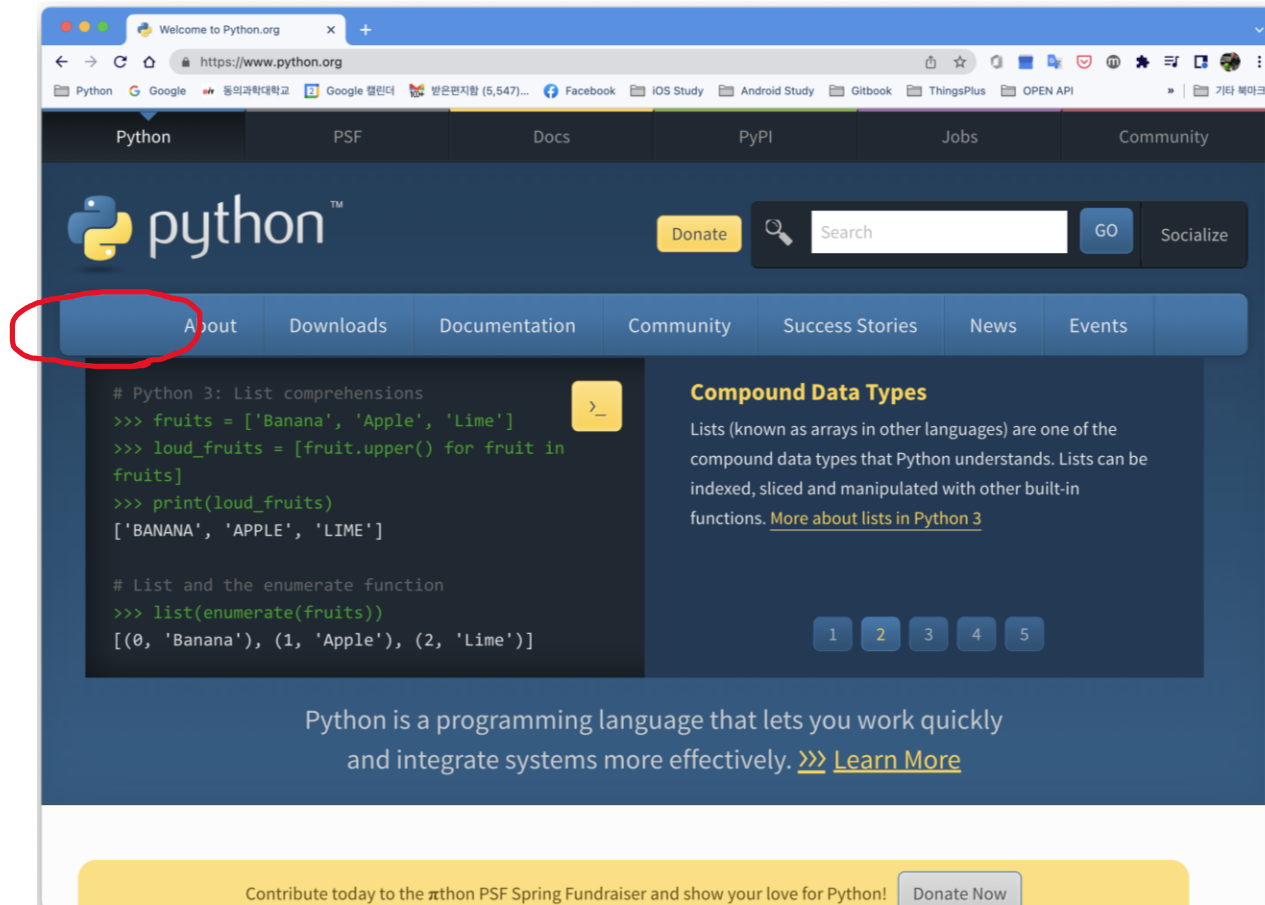 Welcome to Python.org
https://www.python.org
Python Google 동의과학대학교 Google 캘린더 받은편지함 (5,547)... Facebook iOS Study Android Study Gitbook ThingsPlus OPEN API » 기타 북마크
Python PSF Docs PyPI Jobs Community
python™
Donate Search GO Socialize
About Downloads Documentation Community Success Stories News Events
# Python 3: List comprehensions
>>> fruits = ['Banana', 'Apple', 'Lime']
>>> loud_fruits = [fruit.upper() for fruit in
fruits]
>>> print(loud_fruits)
['BANANA', 'APPLE', 'LIME']
# List and the enumerate function
>>> list(enumerate(fruits))
[(0, 'Banana'), (1, 'Apple'), (2, 'Lime')]
>_
Compound Data Types
Lists (known as arrays in other languages) are one of the
compound data types that Python understands. Lists can be
indexed, sliced and manipulated with other built-in
functions. More about lists in Python 3
1 2 3 4 5
Python is a programming language that lets you work quickly
and integrate systems more effectively. >>> Learn More
Contribute today to the πthon PSF Spring Fundraiser and show your love for Python! Donate Now